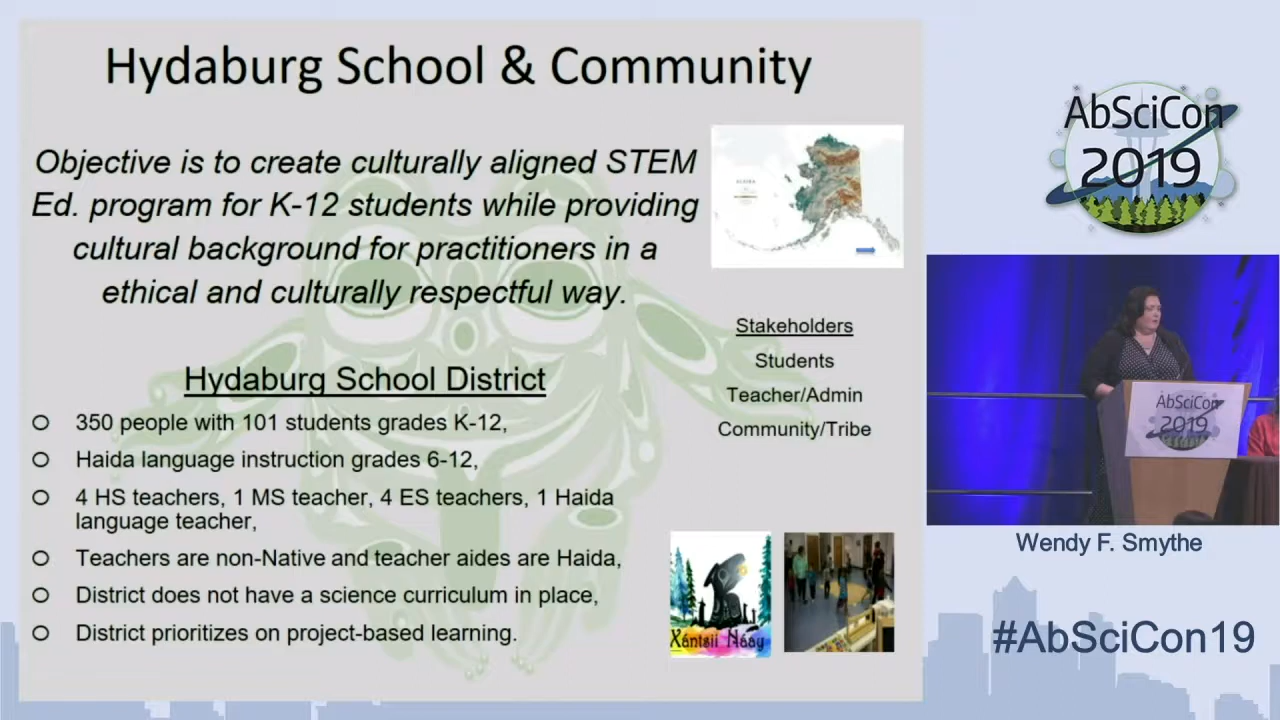 Hydaburg School & Community
Objective is to create culturally aligned STEM
Ed. program for K-12 students while providing
cultural background for practitioners in a
ethical and culturally respectful way.
Hydaburg School District
350 people with 101 students grades K-12,
Haida language instruction grades 6-12,
4 HS teachers, 1 MS teacher, 4 ES teachers, 1 Haida
language teacher,
Teachers are non-Native and teacher aides are Haida,
District does not have a science curriculum in place,
District prioritizes on project-based learning.
Stakeholders
Students
Teacher/Admin
Community/Tribe
Xántsii Náay
AbSciCon
2019
AbSciCon
2019
Wendy F. Smythe
#AbSciCon19